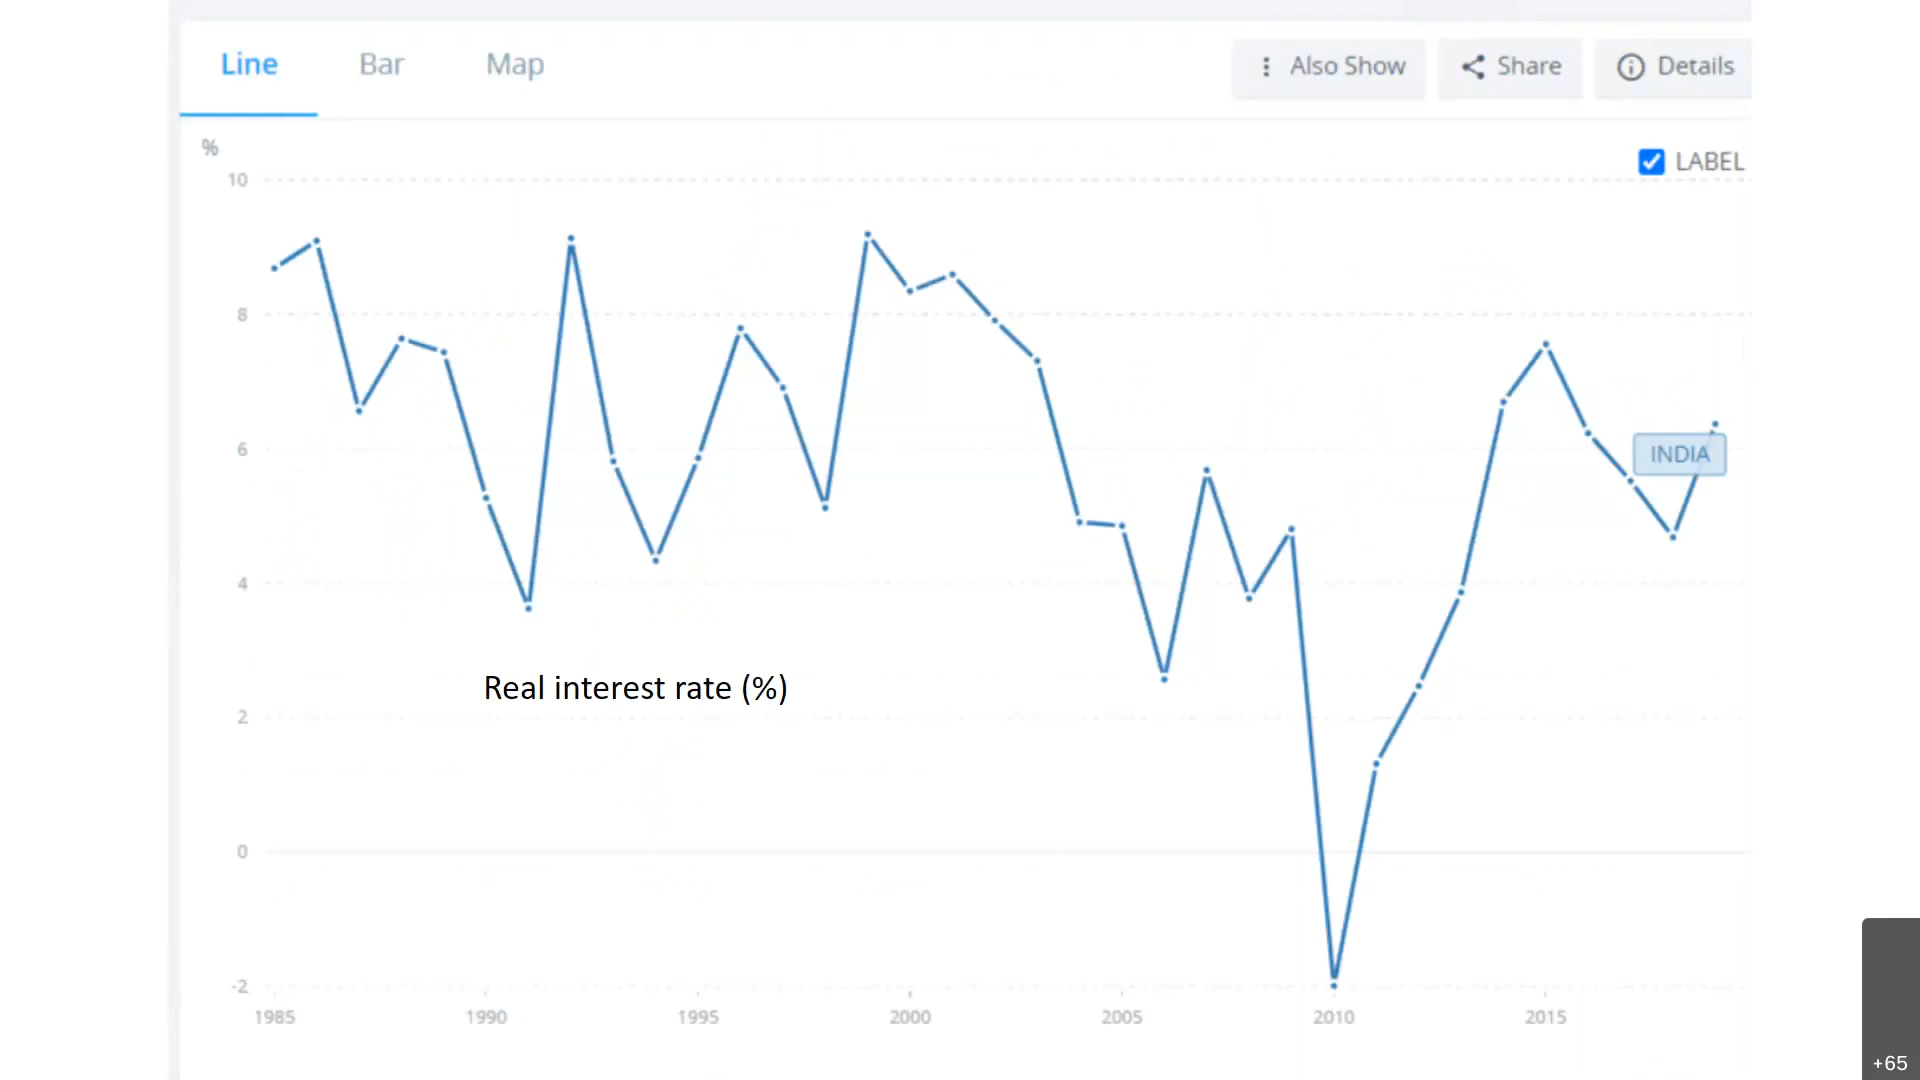 Line Bar Map Also Show Share Details
%
LABEL
10
8
6
INDIA
4
Real interest rate (%)
2
0
-2
1985 1990 1995 2000 2005 2010 2015
+65